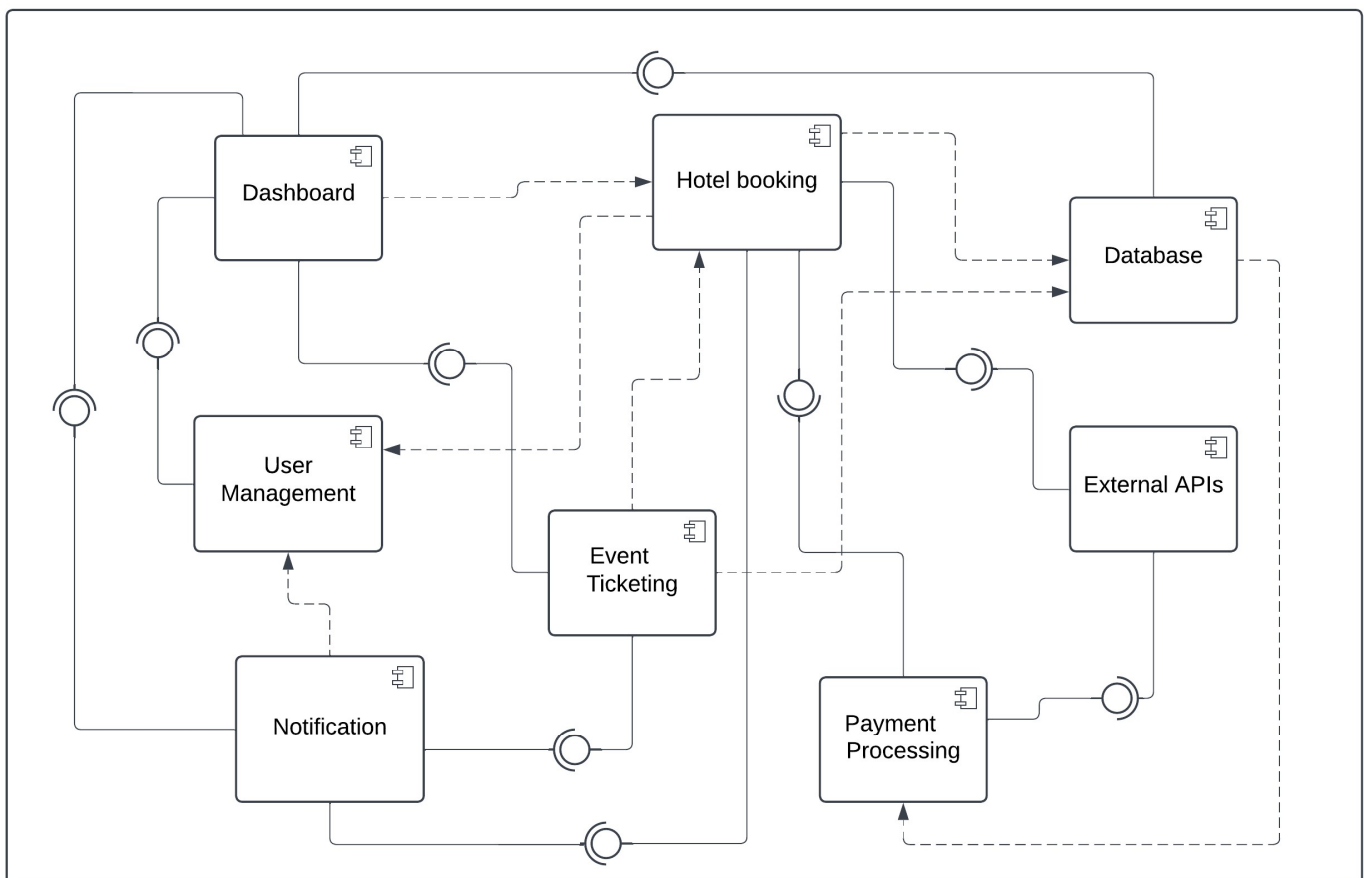 Dashboard
Hotel booking
Database
User
Management
External APIs
Event
Ticketing
Notification
Payment
Processing